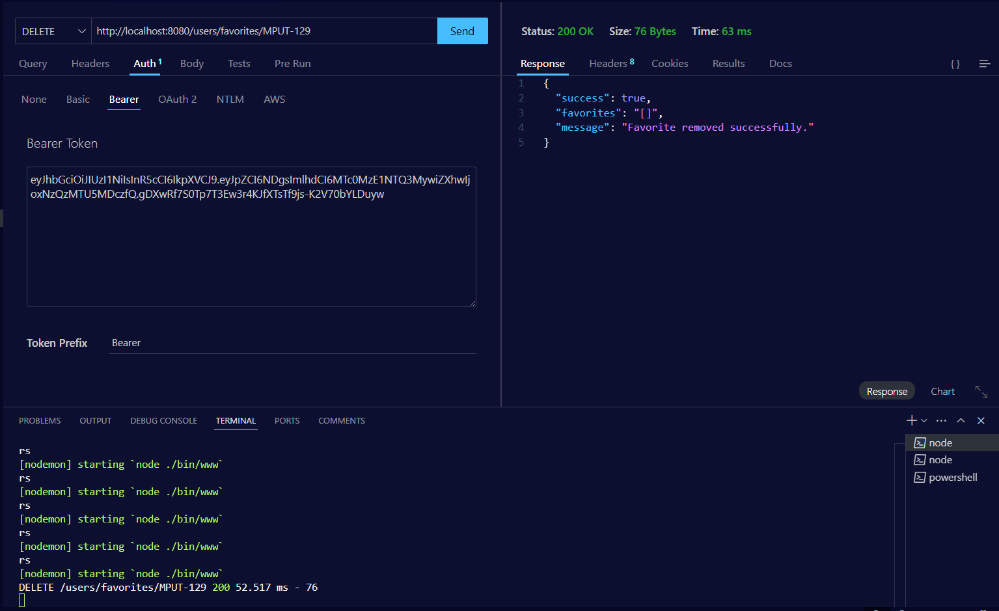 DELETE http://localhost:8080/users/favorites/MPUT-129 Send
Query Headers Auth 1 Body Tests Pre Run
None Basic Bearer OAuth 2 NTLM AWS
Bearer Token
eyJhbGciOiJIUzI1NiIsInR5cCI6IkpXVCJ9.eyJpZCI6NDgsImlhdCI6MTc0MzE1NTQ3MywiZXhwIj
oxNzQzMTU5MDczfQ.gDXwRf7S0Tp7T3Ew3r4KJfXTsTf9js-K2V70bYLDuyw
Token Prefix Bearer
Status: 200 OK Size: 76 Bytes Time: 63 ms
Response Headers 8 Cookies Results Docs { }
1 {
2 "success": true,
3 "favorites": "[]",
4 "message": "Favorite removed successfully."
5 }
Response Chart
PROBLEMS OUTPUT DEBUG CONSOLE TERMINAL PORTS COMMENTS
rs
[nodemon] starting `node ./bin/www`
rs
[nodemon] starting `node ./bin/www`
rs
[nodemon] starting `node ./bin/www`
rs
[nodemon] starting `node ./bin/www`
rs
[nodemon] starting `node ./bin/www`
DELETE /users/favorites/MPUT-129 200 52.517 ms - 76
node
node
powershell